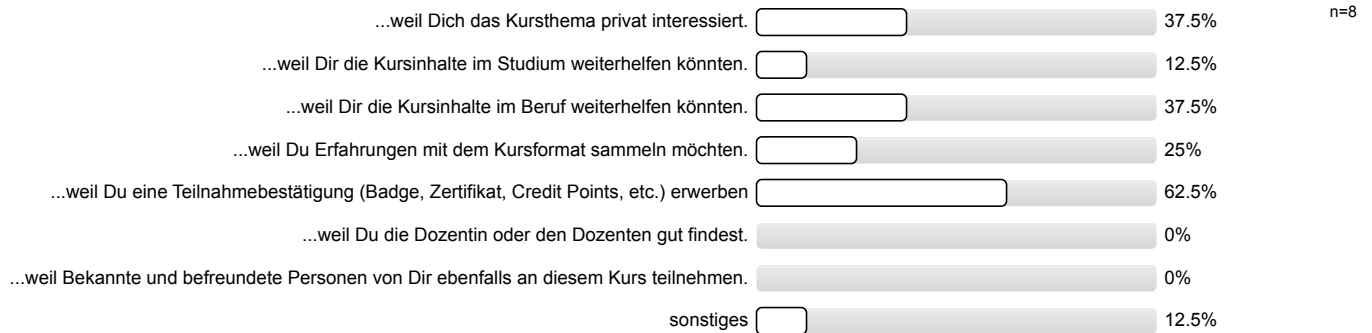 ...weil Dich das Kursthema privat interessiert. 37.5% n=8
...weil Dir die Kursinhalte im Studium weiterhelfen könnten. 12.5%
...weil Dir die Kursinhalte im Beruf weiterhelfen könnten. 37.5%
...weil Du Erfahrungen mit dem Kursformat sammeln möchten. 25%
...weil Du eine Teilnahmebestätigung (Badge, Zertifikat, Credit Points, etc.) erwerben 62.5%
...weil Du die Dozentin oder den Dozenten gut findest. 0%
...weil Bekannte und befreundete Personen von Dir ebenfalls an diesem Kurs teilnehmen. 0%
sonstiges 12.5%